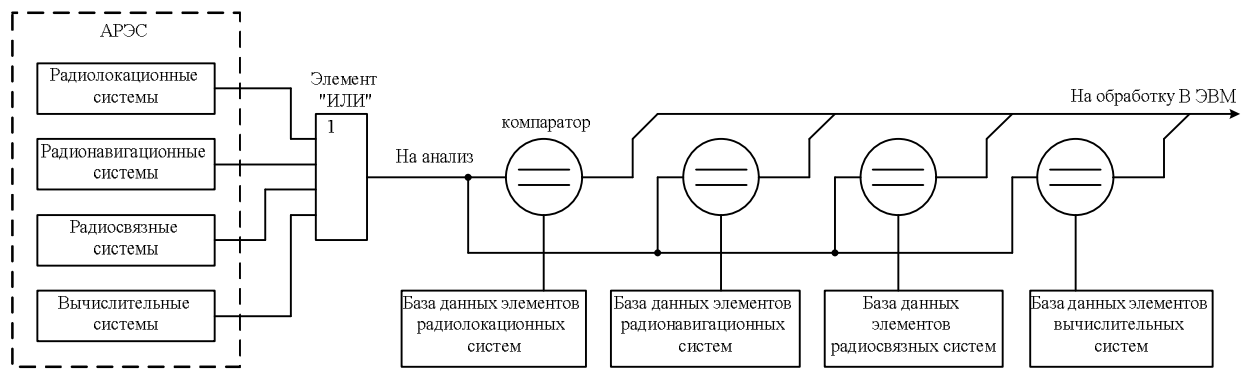 АРЭС
Радиолокационные
системы
Радионавигационные
системы
Радиосвязные
системы
Вычислительные
системы
Элемент
"ИЛИ"
1
На анализ
компаратор
На обработку В ЭВМ
База данных элементов
радиолокационных
систем
База данных элементов
радионавигационных
систем
База данных
элементов
радиосвязных систем
База данных элементов
вычислительных
систем